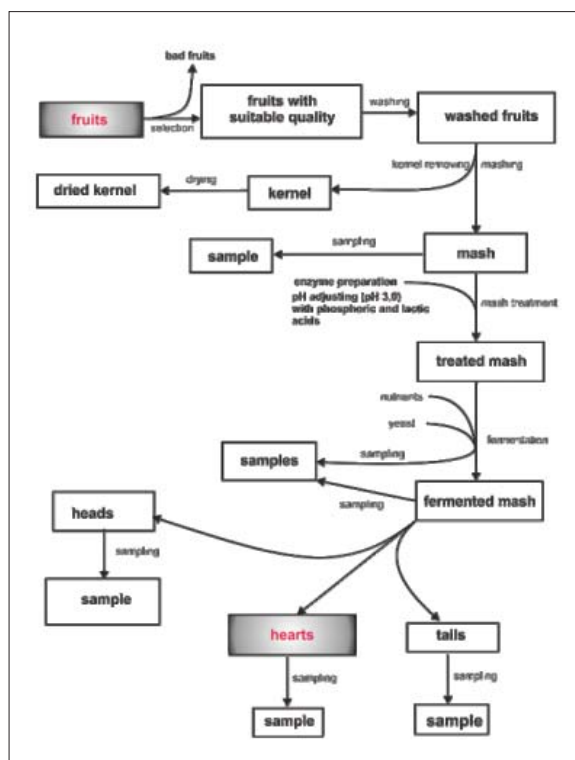 bad fruits
fruits
selection
fruits with
suitable quality
washing
washed fruits
kernel removing
mashing
dried kernel
drying
kernel
sample
sampling
mash
enzyme preparation
pH adjusting (pH 3,0)
with phosphoric and lactic
acids
mash treatment
treated mash
nutrients
yeast
fermentation
samples
sampling
sampling
fermented mash
heads
sampling
sample
hearts
tails
sampling
sampling
sample
sample